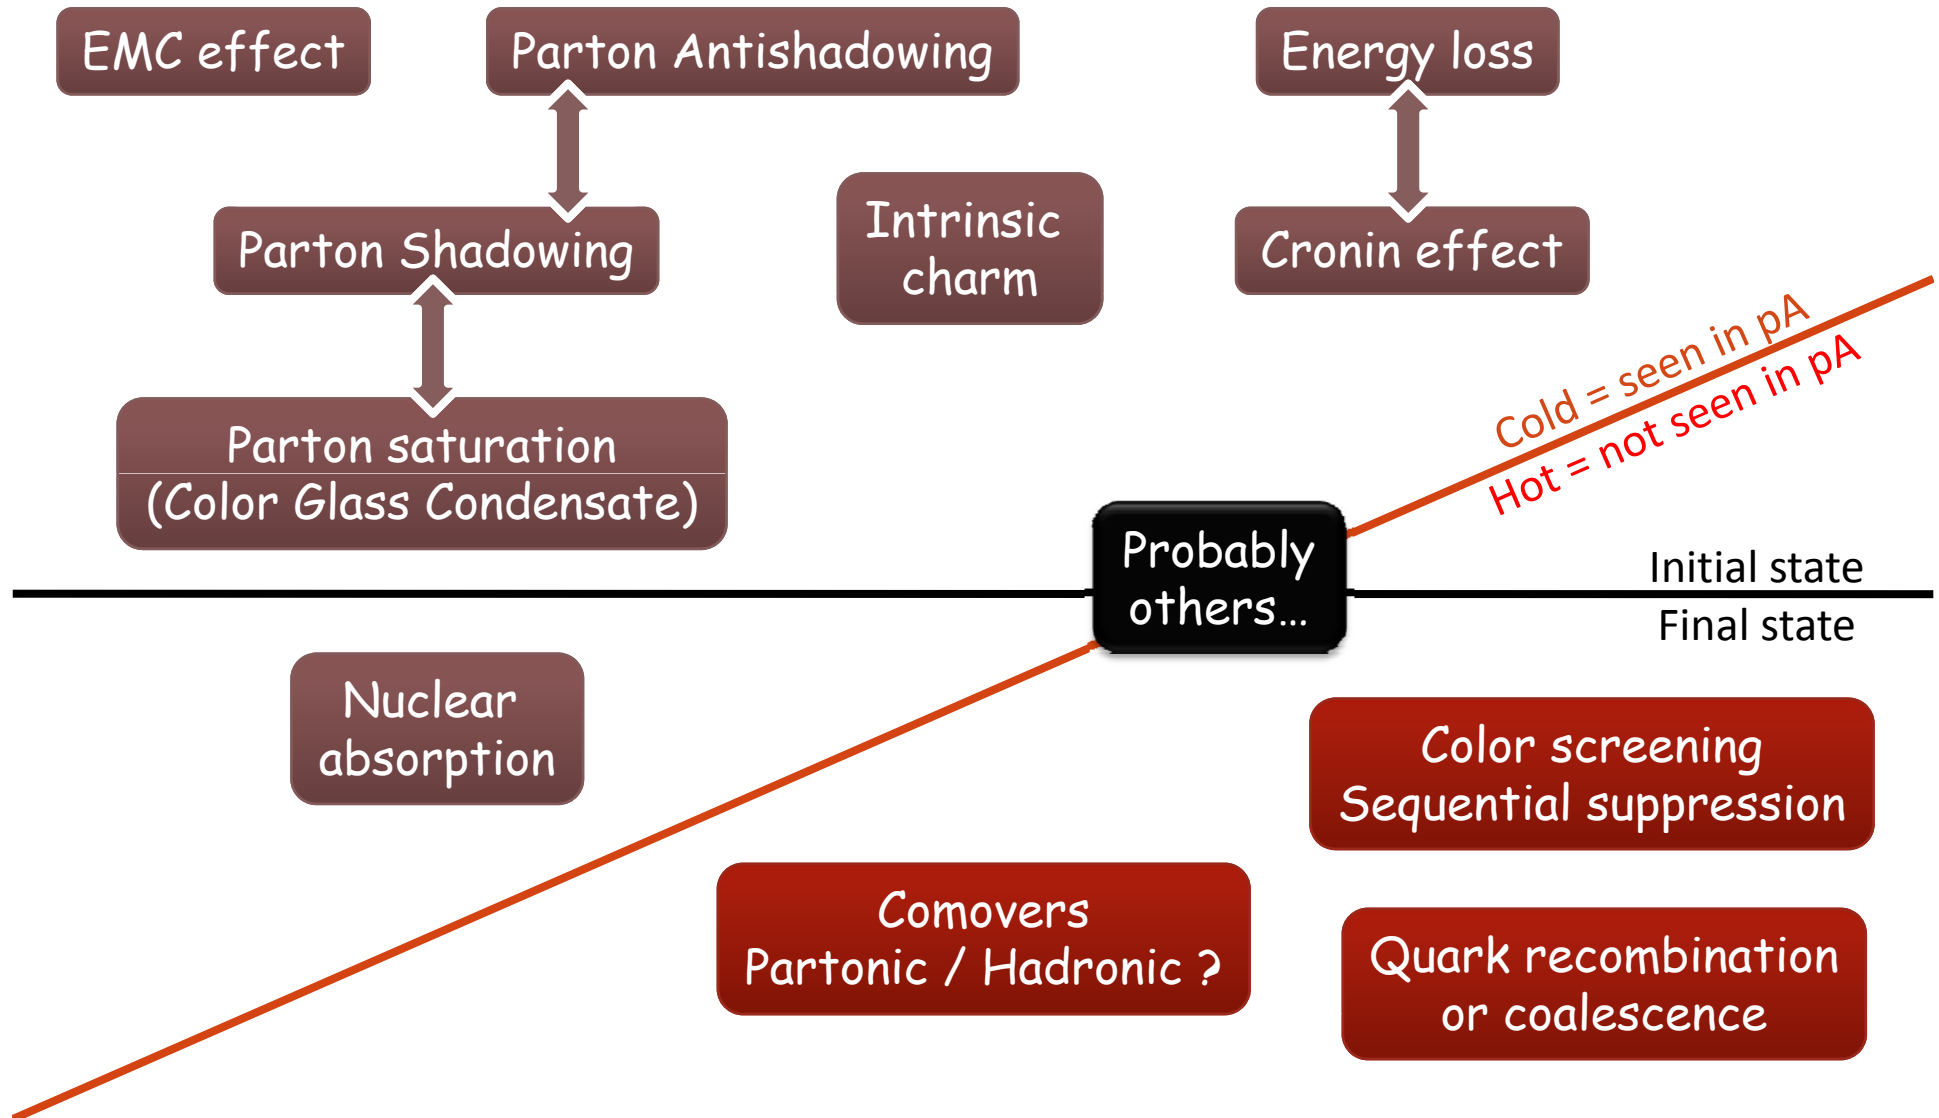 EMC effect
Parton Antishadowing
Energy loss
Intrinsic
charm
Parton Shadowing
Cronin effect
Parton saturation
(Color Glass Condensate)
Cold = seen in pA
Hot = not seen in pA
Probably
others...
Initial state
Final state
Nuclear
absorption
Color screening
Sequential suppression
Comovers
Partonic / Hadronic ?
Quark recombination
or coalescence